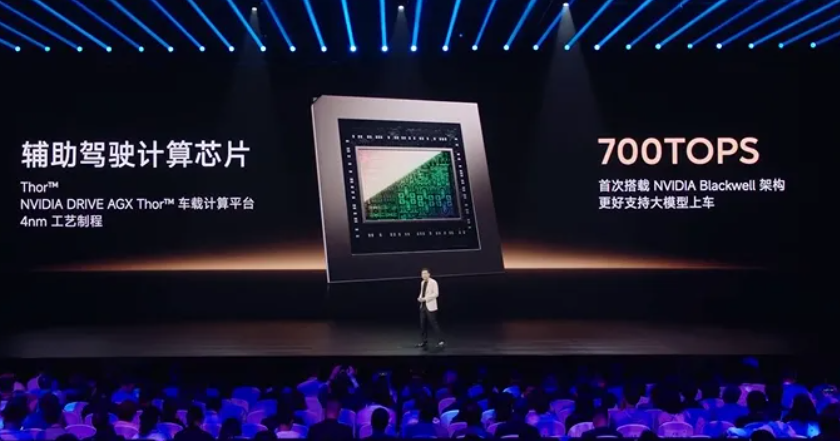 辅助驾驶计算芯片
Thor™
NVIDIA DRIVE AGX Thor™ 车载计算平台
4nm 工艺制程
700TOPS
首次搭载 NVIDIA Blackwell 架构
更好支持大模型上车